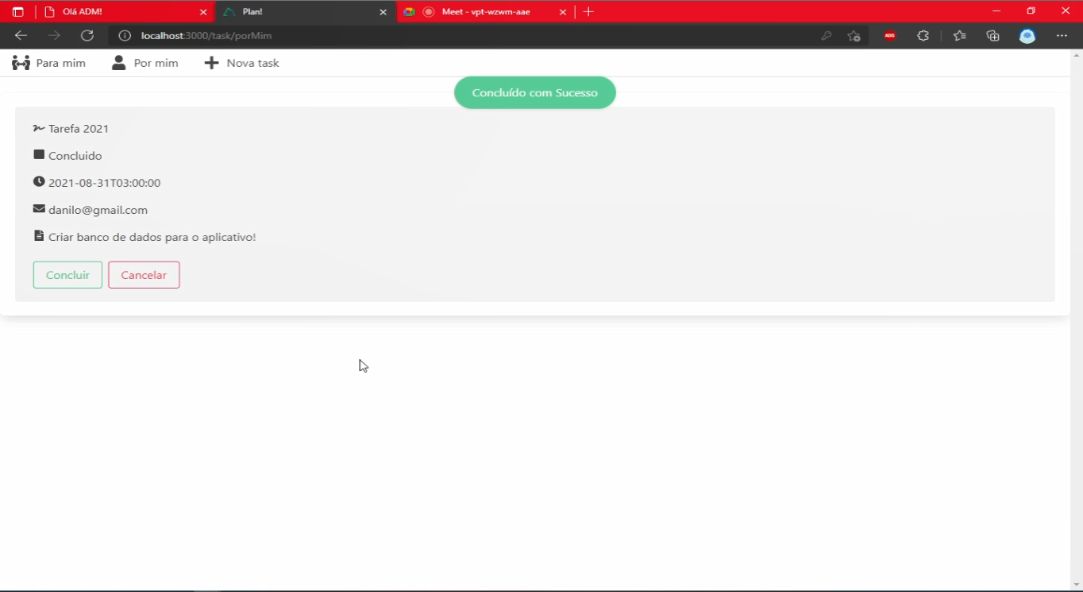 Olá ADM!
Plan!
Meet - vpt-wzwm-aae
localhost:3000/task/porMim
ABP
Para mim
Por mim
Nova task
Concluído com Sucesso
Tarefa 2021
Concluido
2021-08-31T03:00:00
danilo@gmail.com
Criar banco de dados para o aplicativo!
Concluir
Cancelar